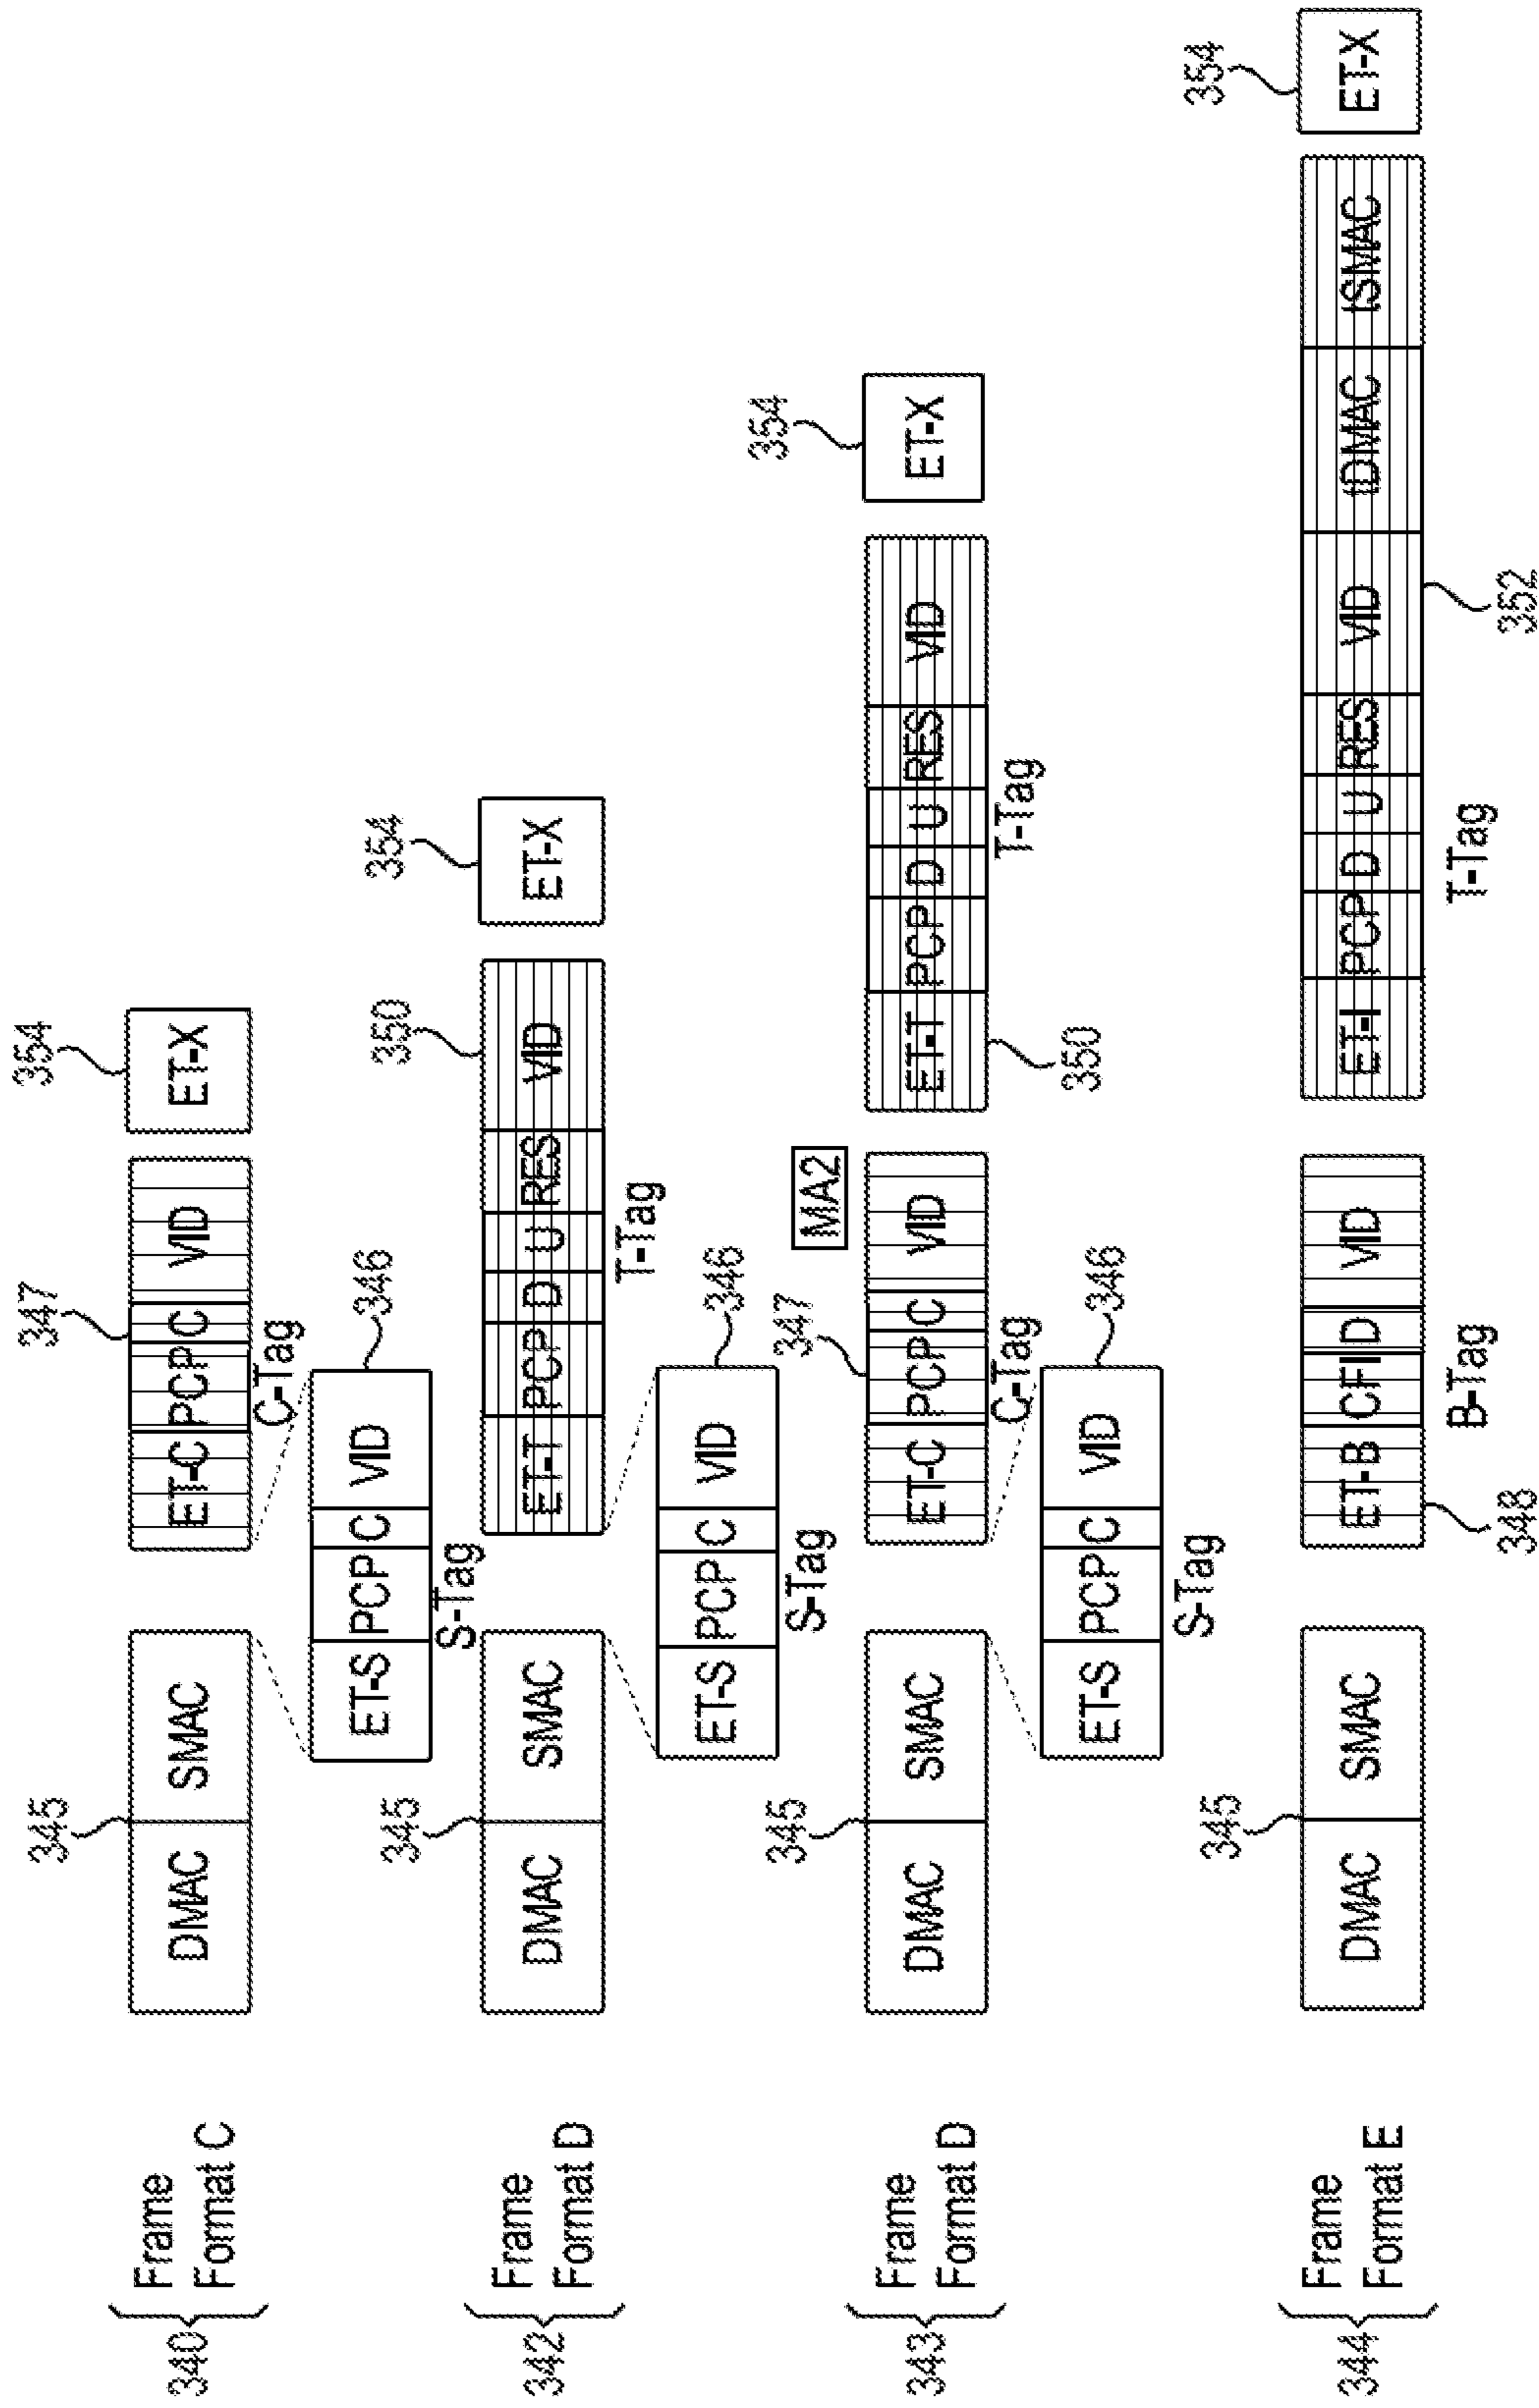 340
Frame
Format C
345
DMAC
SMAC
ET-C
PCP
C
VID
347
C-Tag
ET-X
354
ET-S
PCP
C
VID
346
S-Tag
342
Frame
Format D
345
DMAC
SMAC
ET-T
PCP
D
U
RES
VID
350
T-Tag
ET-X
354
ET-S
PCP
C
VID
346
S-Tag
343
Frame
Format D
345
DMAC
SMAC
ET-C
PCP
C
VID
347
C-Tag
MA2
ET-T
PCP
D
U
RES
VID
350
T-Tag
ET-X
354
ET-S
PCP
C
VID
346
S-Tag
344
Frame
Format E
345
DMAC
SMAC
ET-B
CFI
D
VID
348
B-Tag
ET-I
PCP
D
U
RES
VID
352
T-Tag
ET-X
354